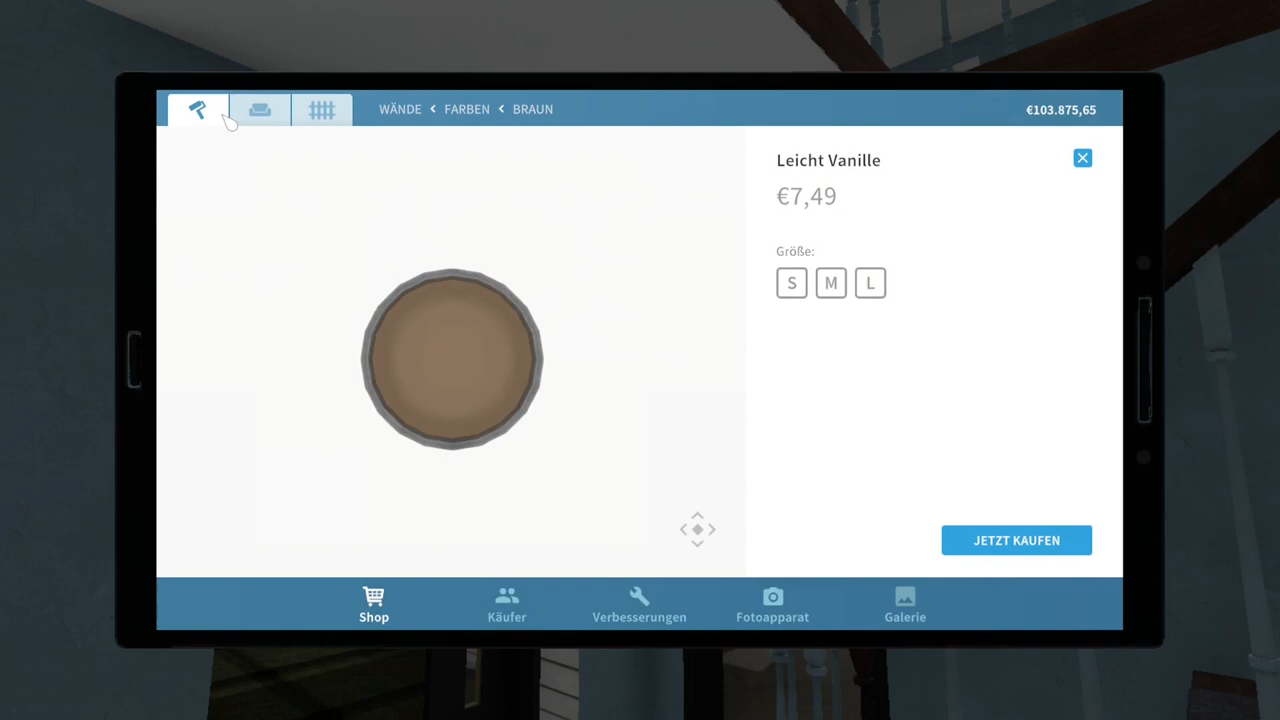 WÄNDE < FARBEN < BRAUN
€103.875,65
Leicht Vanille
€7,49
Größe:
S M L
JETZT KAUFEN
Shop
Käufer
Verbesserungen
Fotoapparat
Galerie